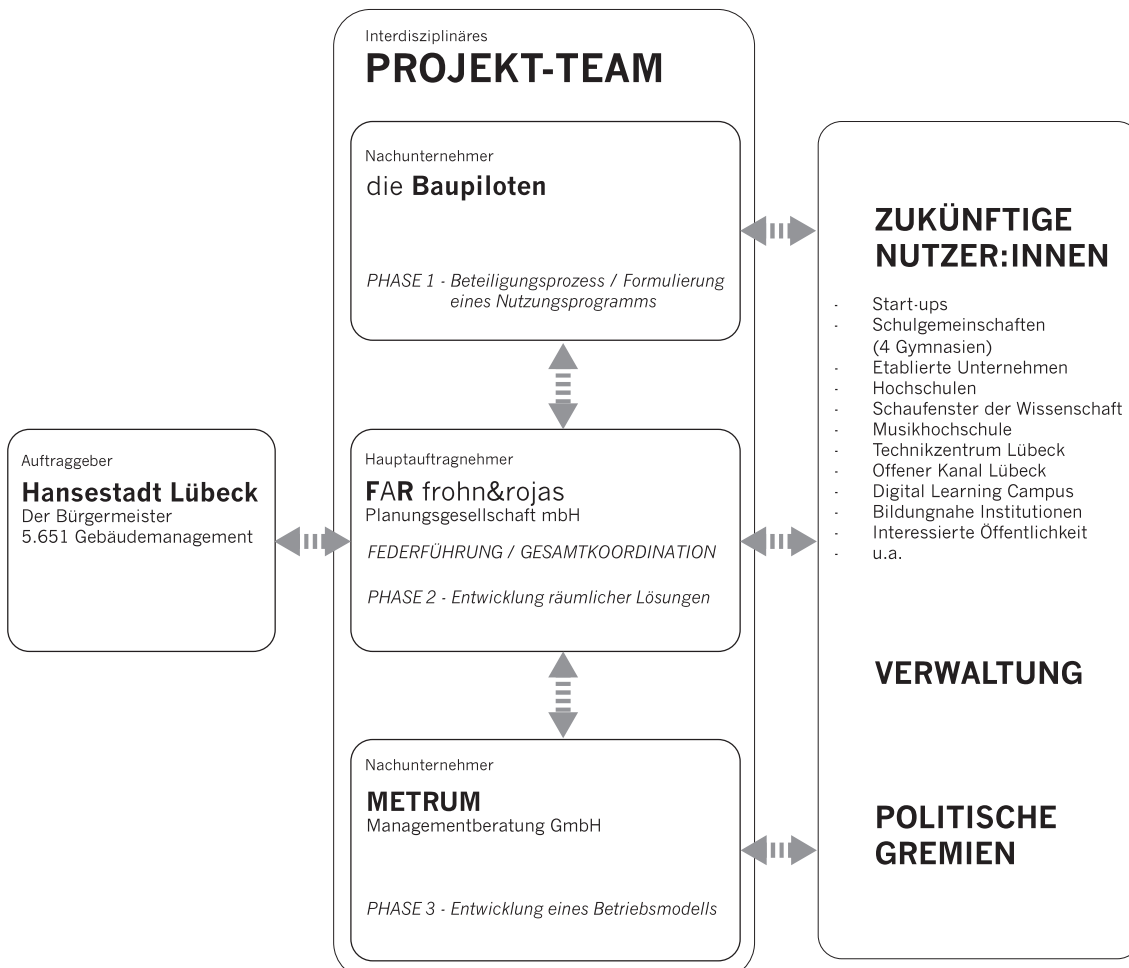 Interdisziplinäres
PROJEKT-TEAM
Nachunternehmer
die Baupiloten
PHASE 1 - Beteiligungsprozess / Formulierung
eines Nutzungsprogramms
Auftraggeber
Hansestadt Lübeck
Der Bürgermeister
5.651 Gebäudemanagement
Hauptauftragnehmer
FAR frohn&rojas
Planungsgesellschaft mbH
FEDERFÜHRUNG / GESAMTKOORDINATION
PHASE 2 - Entwicklung räumlicher Lösungen
Nachunternehmer
METRUM
Managementberatung GmbH
PHASE 3 - Entwicklung eines Betriebsmodells
ZUKÜNFTIGE
NUTZER:INNEN
- Start-ups
- Schulgemeinschaften
(4 Gymnasien)
- Etablierte Unternehmen
- Hochschulen
- Schaufenster der Wissenschaft
- Musikhochschule
- Technikzentrum Lübeck
- Offener Kanal Lübeck
- Digital Learning Campus
- Bildungnahe Institutionen
- Interessierte Öffentlichkeit
- u.a.
VERWALTUNG
POLITISCHE
GREMIEN